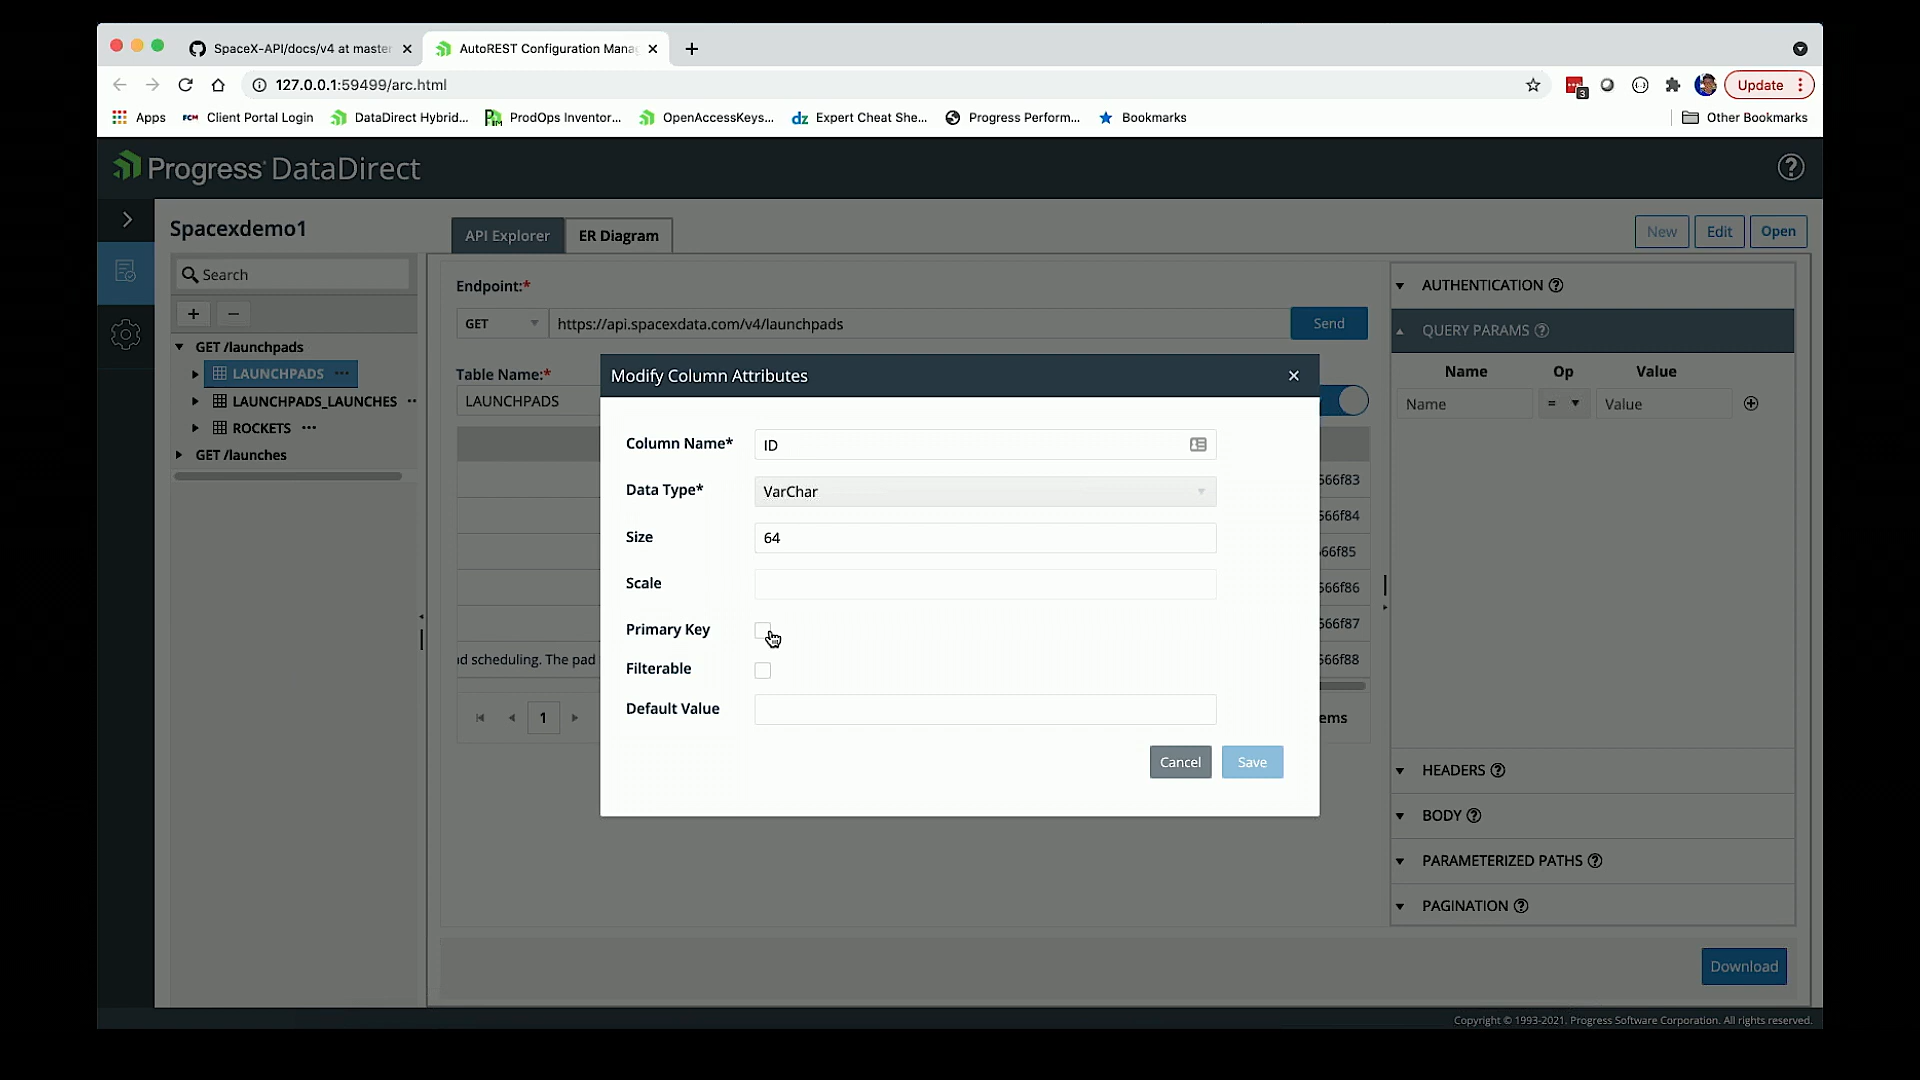 SpaceX-API/docs/v4 at master
AutoREST Configuration Mana
127.0.0.1:59499/arc.html
3
Update
Apps
FCM Client Portal Login
DataDirect Hybrid...
PIM ProdOps Inventor...
OpenAccessKeys...
dz Expert Cheat She...
Progress Perform...
Bookmarks
Other Bookmarks
Progress DataDirect
Spacexdemo1
API Explorer
ER Diagram
New
Edit
Open
Search
+
−
GET /launchpads
LAUNCHPADS ...
LAUNCHPADS_LAUNCHES ..
ROCKETS ...
GET /launches
Endpoint:*
GET
https://api.spacexdata.com/v4/launchpads
Send
Table Name:*
LAUNCHPADS
566f83
566f84
66f85
566f86
566f87
d scheduling. The pad
566f88
1
ems
Modify Column Attributes
Column Name*
ID
Data Type*
VarChar
Size
64
Scale
Primary Key
Filterable
Default Value
Cancel
Save
AUTHENTICATION ?
QUERY PARAMS ?
Name Op Value
Name = Value
HEADERS ?
BODY ?
PARAMETERIZED PATHS ?
PAGINATION ?
Download
Copyright © 1993-2021, Progress Software Corporation. All rights reserved.